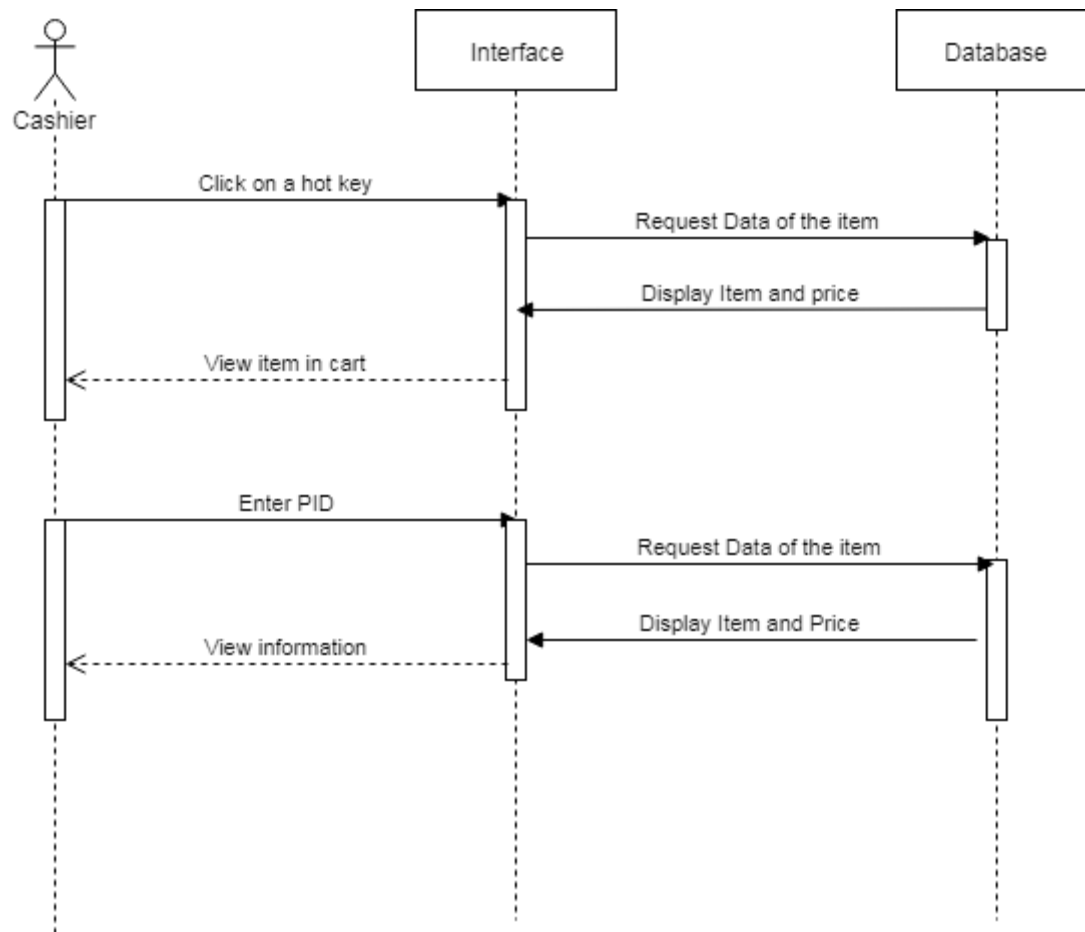 Interface
Database
Cashier
Click on a hot key
Request Data of the item
Display Item and price
View item in cart
Enter PID
Request Data of the item
Display Item and Price
View information